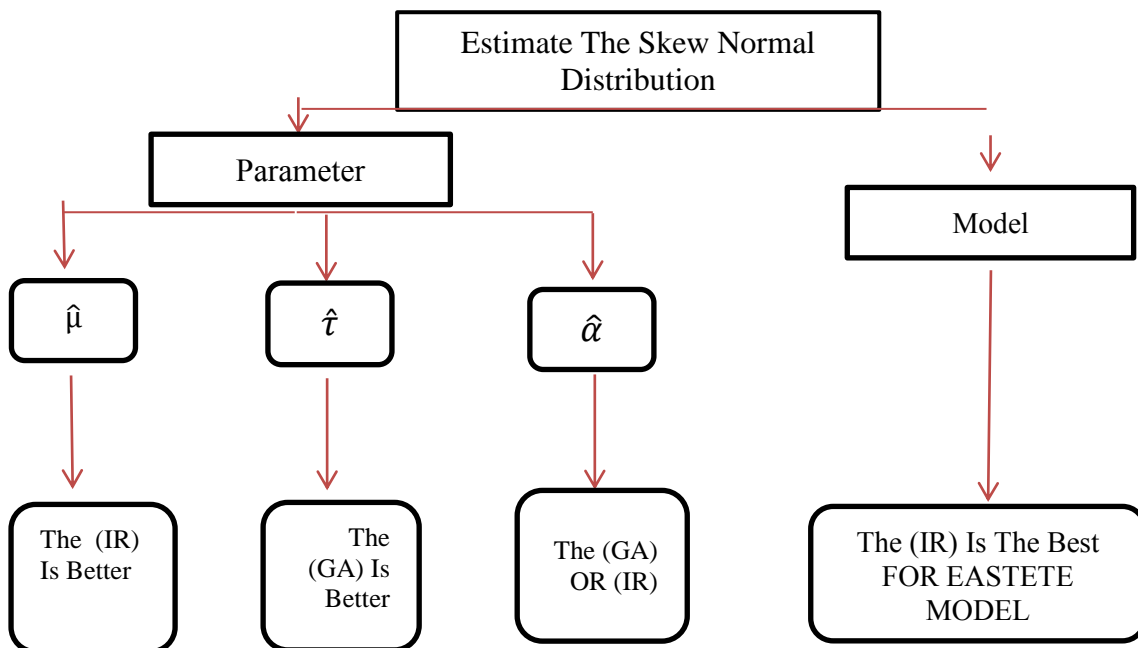 Estimate The Skew Normal
Distribution
Parameter
Model
μ̂
τ̂
α̂
The (IR)
Is Better
The
(GA) Is
Better
The (GA)
OR (IR)
The (IR) Is The Best
FOR EASTETE
MODEL